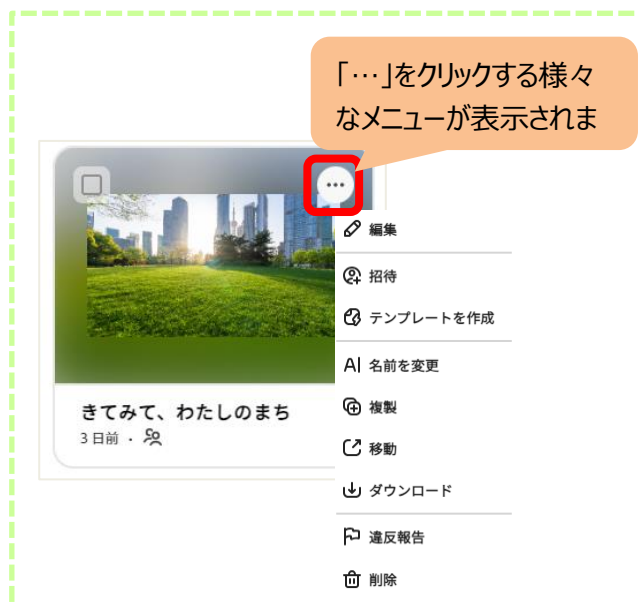 「…」をクリックする様々
なメニューが表示されま
編集
招待
テンプレートを作成
名前を変更
複製
移動
ダウンロード
違反報告
削除
きてみて、わたしのまち
3日前 ·